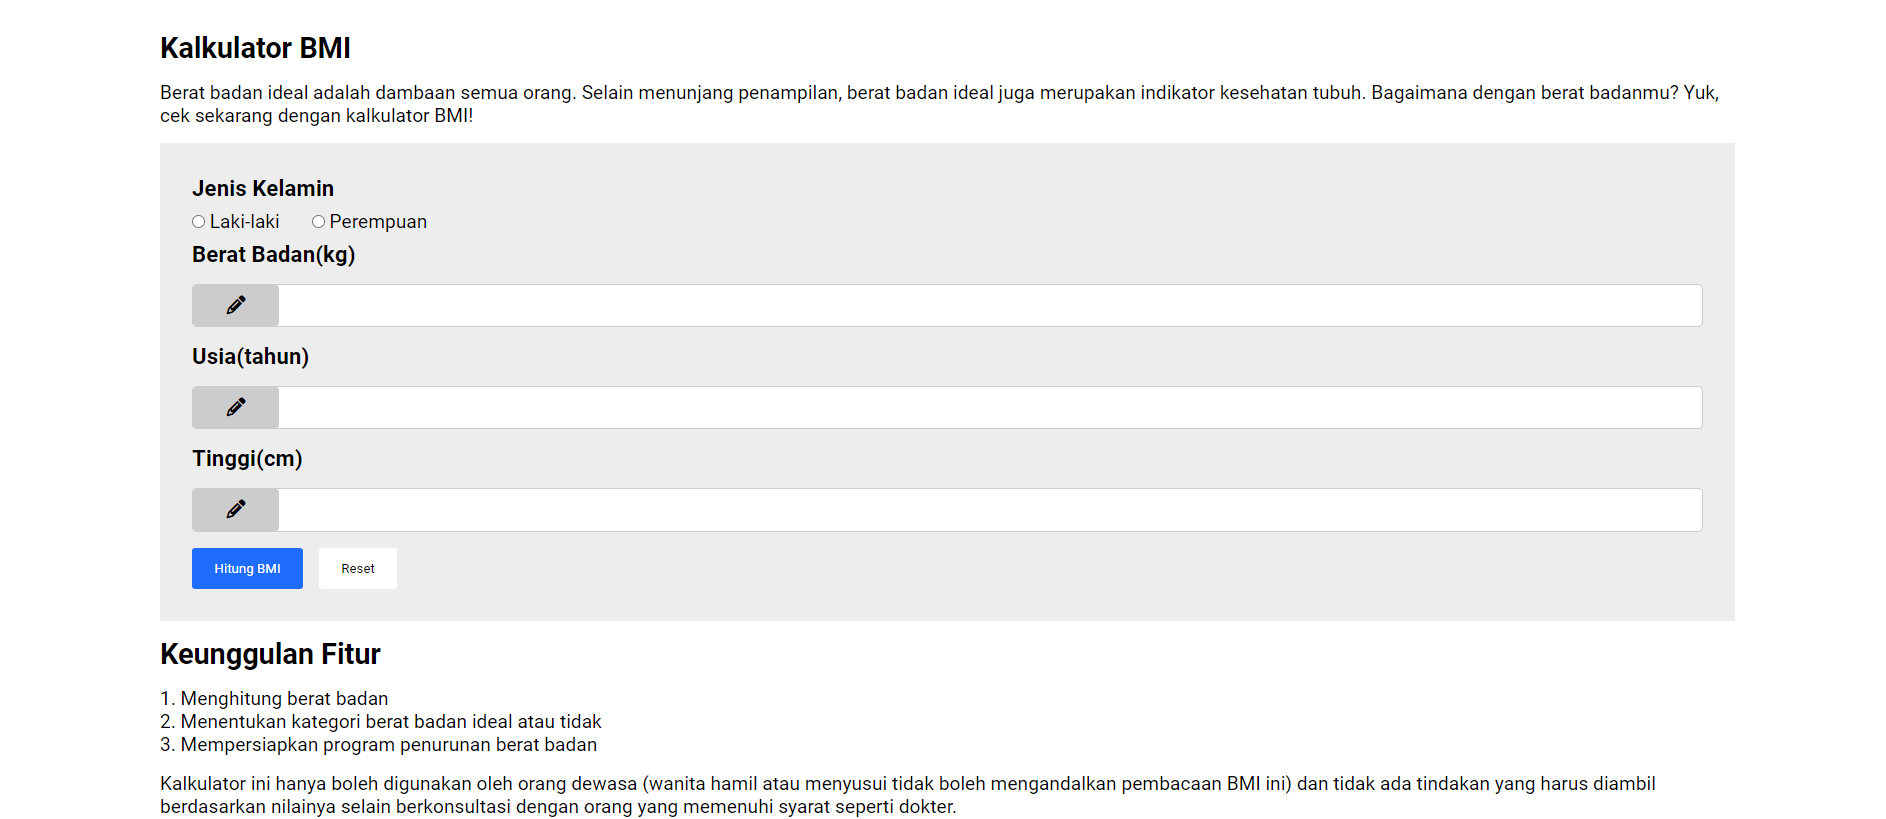 Kalkulator BMI
Berat badan ideal adalah dambaan semua orang. Selain menunjang penampilan, berat badan ideal juga merupakan indikator kesehatan tubuh. Bagaimana dengan berat badanmu? Yuk,
cek sekarang dengan kalkulator BMI!
Jenis Kelamin
Laki-laki Perempuan
Berat Badan(kg)
Usia(tahun)
Tinggi(cm)
Hitung BMI Reset
Keunggulan Fitur
1. Menghitung berat badan
2. Menentukan kategori berat badan ideal atau tidak
3. Mempersiapkan program penurunan berat badan
Kalkulator ini hanya boleh digunakan oleh orang dewasa (wanita hamil atau menyusui tidak boleh mengandalkan pembacaan BMI ini) dan tidak ada tindakan yang harus diambil
berdasarkan nilainya selain berkonsultasi dengan orang yang memenuhi syarat seperti dokter.